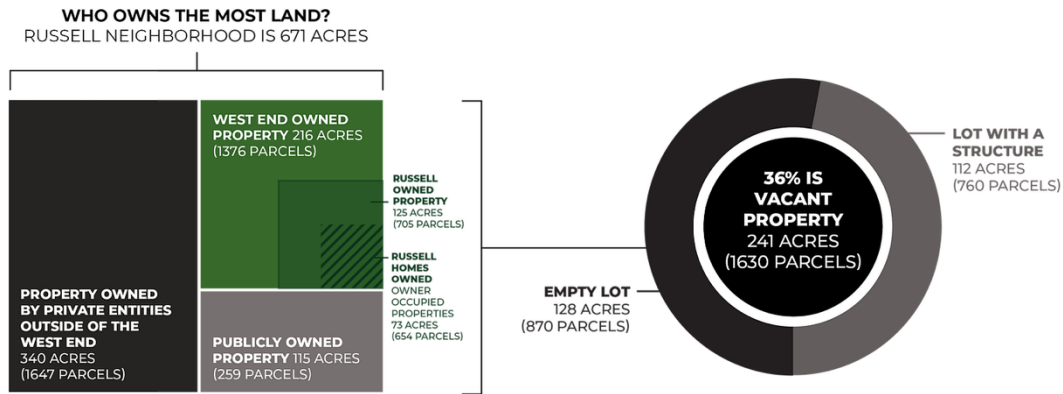 WHO OWNS THE MOST LAND?
RUSSELL NEIGHBORHOOD IS 671 ACRES
WEST END OWNED
PROPERTY 216 ACRES
(1376 PARCELS)
RUSSELL
OWNED
PROPERTY
125 ACRES
(705 PARCELS)
RUSSELL
HOMES
OWNED
OWNER
OCCUPIED
PROPERTIES
73 ACRES
(654 PARCELS)
PROPERTY OWNED
BY PRIVATE ENTITIES
OUTSIDE OF THE
WEST END
340 ACRES
(1647 PARCELS)
PUBLICLY OWNED
PROPERTY 115 ACRES
(259 PARCELS)
36% IS
VACANT
PROPERTY
241 ACRES
(1630 PARCELS)
LOT WITH A
STRUCTURE
112 ACRES
(760 PARCELS)
EMPTY LOT
128 ACRES
(870 PARCELS)